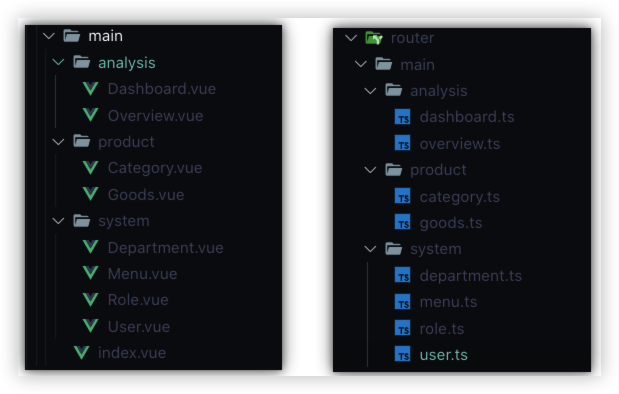 main
analysis
Dashboard.vue
Overview.vue
product
Category.vue
Goods.vue
system
Department.vue
Menu.vue
Role.vue
User.vue
index.vue
router
main
analysis
TS dashboard.ts
TS overview.ts
product
TS category.ts
TS goods.ts
system
TS department.ts
TS menu.ts
TS role.ts
TS user.ts